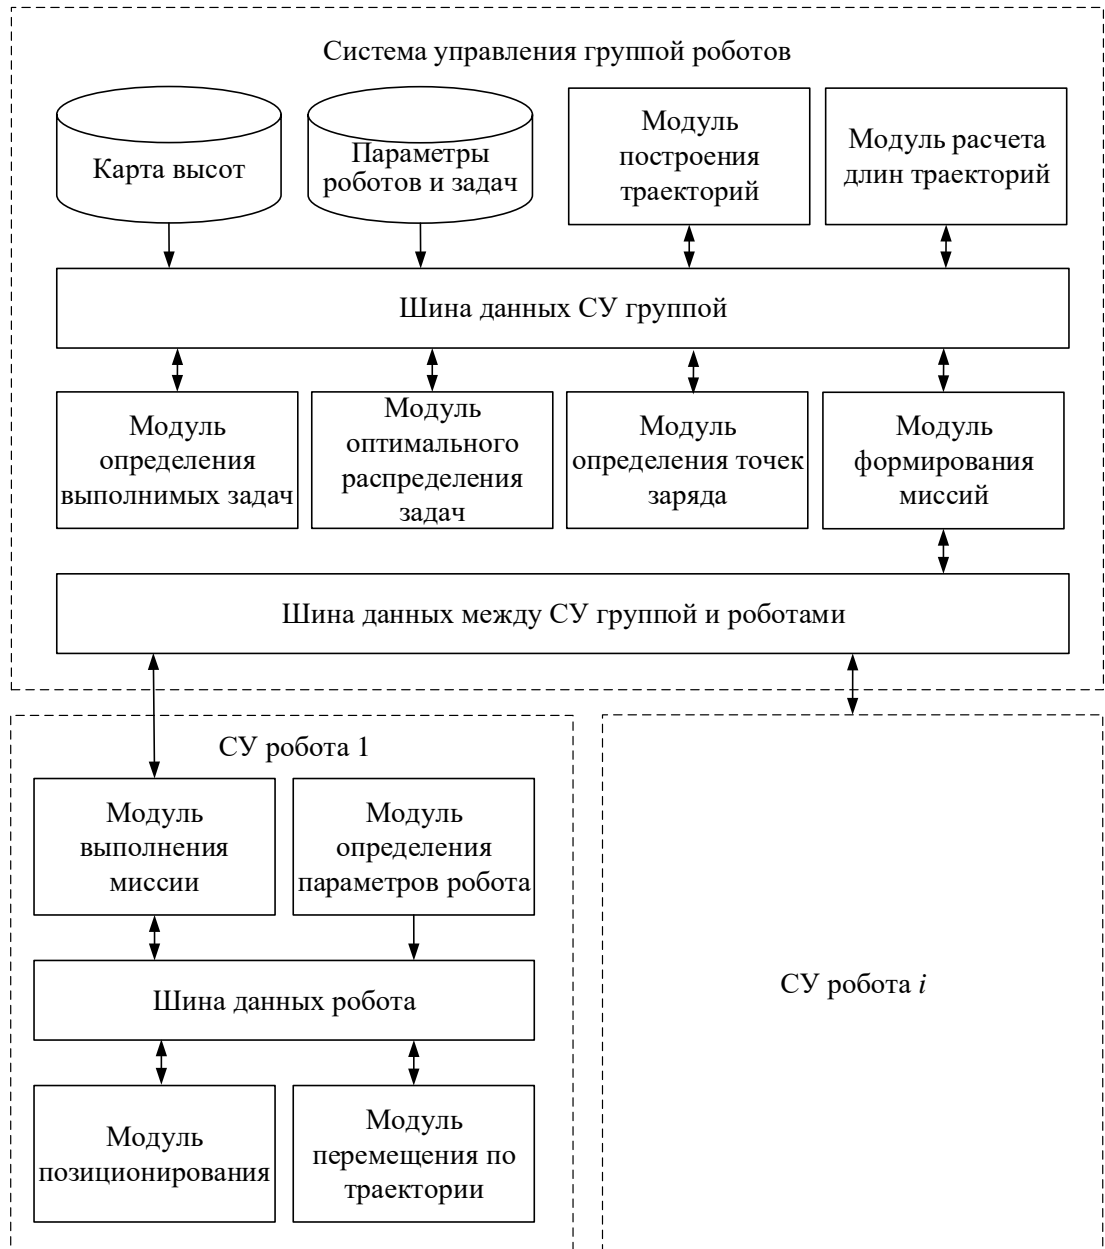 Система управления группой роботов
Карта высот
Параметры
роботов и задач
Модуль
построения
траекторий
Модуль расчета
длин траекторий
Шина данных СУ группой
Модуль
определения
выполнимых задач
Модуль
оптимального
распределения
задач
Модуль
определения точек
заряда
Модуль
формирования
миссий
Шина данных между СУ группой и роботами
СУ робота 1
Модуль
выполнения
миссии
Модуль
определения
параметров робота
Шина данных робота
Модуль
позиционирования
Модуль
перемещения по
траектории
СУ робота i